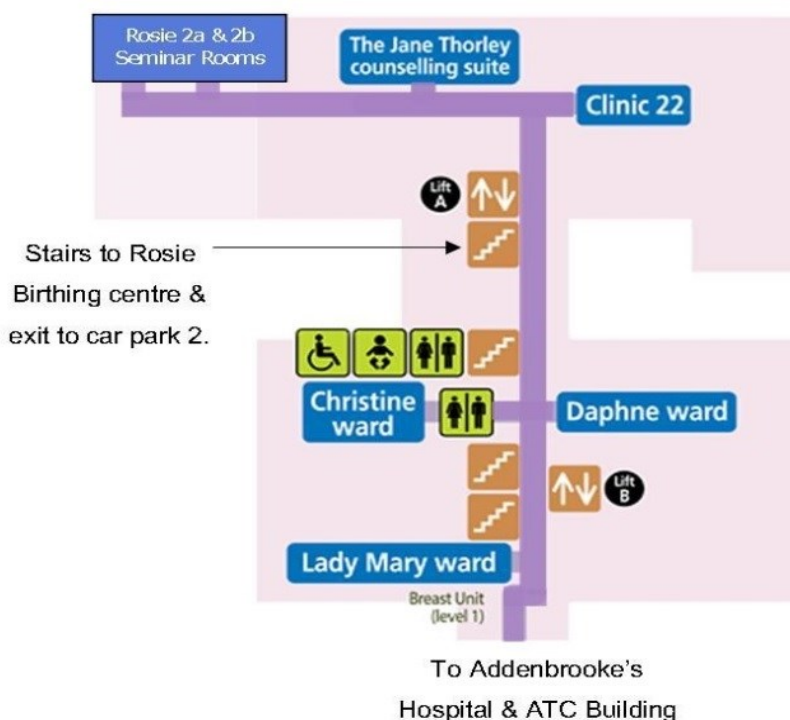 Rosie 2a & 2b
Seminar Rooms
The Jane Thorley
counselling suite
Clinic 22
Lift
A
Stairs to Rosie
Birthing centre &
exit to car park 2.
Christine
ward
Daphne ward
Lift
B
Lady Mary ward
Breast Unit
(level 1)
To Addenbrooke's
Hospital & ATC Building